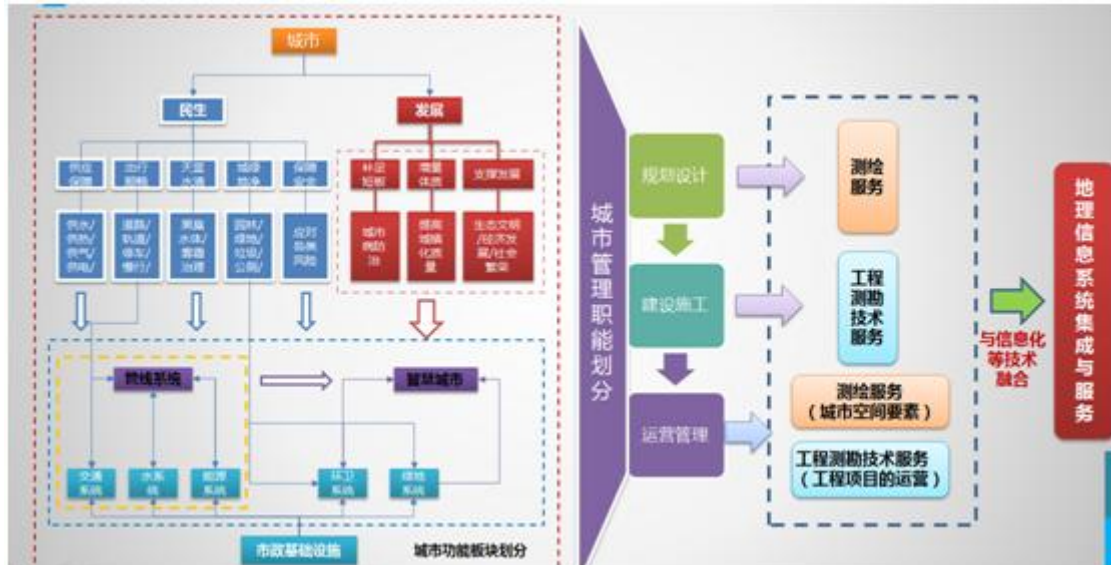 城市
民生
发展
供应
保障
治行
天蓝
水清
城绿
地净
保障
安全
补足
短板
增量
体质
支撑发展
供水/
供热/
供气/
供电/
道路/
轨道/
停车/
慢行/
黑臭
水体/
雾霾
治理
园林/
绿地/
垃圾/
公厕/
应对
各类
风险
城市
病防
治
提高
城镇
化质
量
生态文明
/经济发
展/社会
繁荣
管线系统
智慧城市
交通
系统
水系
统
能源
系统
环卫
系统
绿地
系统
市政基础设施
城市功能板块划分
城市管理职能划分
规划设计
建设施工
运营管理
测绘
服务
工程
测勘
技术
服务
测绘服务
（城市空间要素）
工程测勘技术服务
（工程项目的运营）
与信息化
等技术
融合
地理信息系统集成与服务